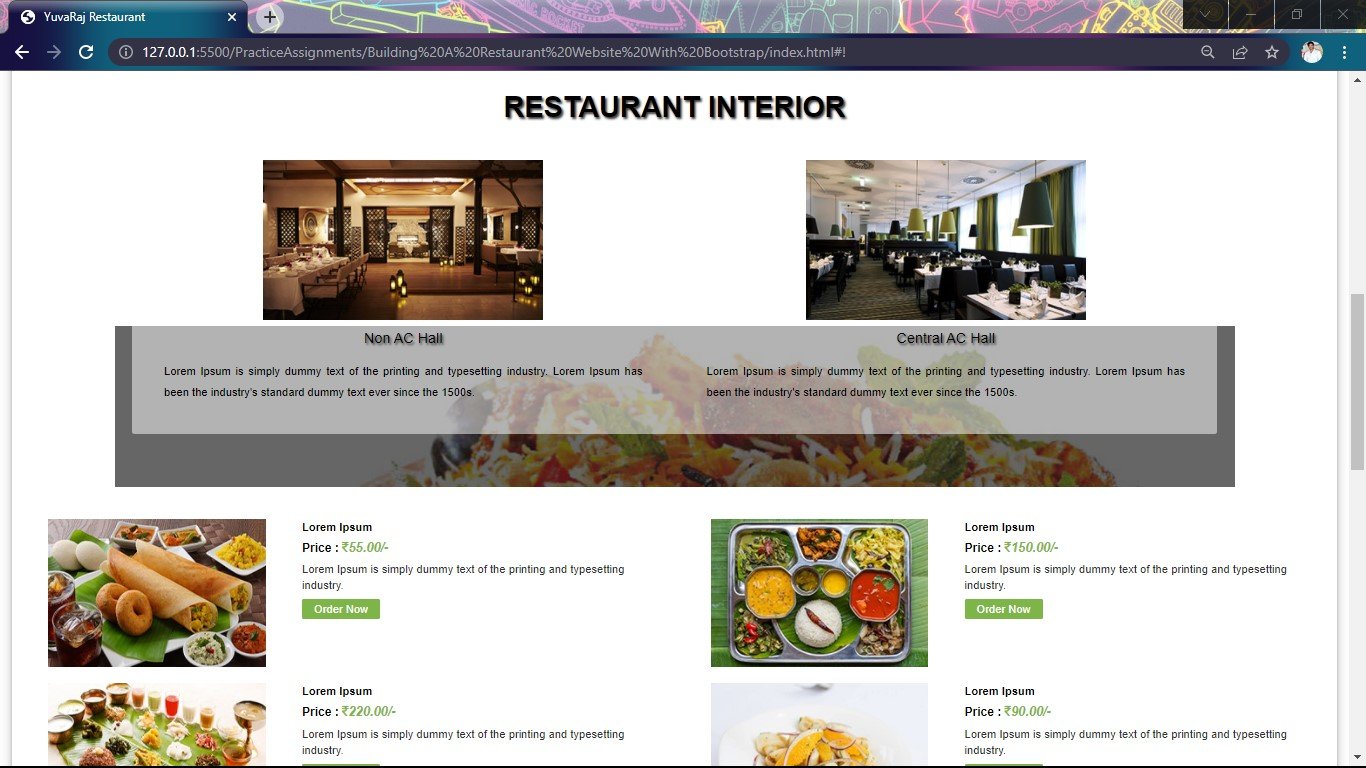 YuvaRaj Restaurant
127.0.0.1:5500/PracticeAssignments/Building%20A%20Restaurant%20Website%20With%20Bootstrap/index.html#!
RESTAURANT INTERIOR
Non AC Hall
Lorem Ipsum is simply dummy text of the printing and typesetting industry. Lorem Ipsum has
been the industry's standard dummy text ever since the 1500s.
Central AC Hall
Lorem Ipsum is simply dummy text of the printing and typesetting industry. Lorem Ipsum has
been the industry's standard dummy text ever since the 1500s.
Lorem Ipsum
Price : ₹55.00/-
Lorem Ipsum is simply dummy text of the printing and typesetting
industry.
Order Now
Lorem Ipsum
Price : ₹150.00/-
Lorem Ipsum is simply dummy text of the printing and typesetting
industry.
Order Now
Lorem Ipsum
Price : ₹220.00/-
Lorem Ipsum is simply dummy text of the printing and typesetting
industry.
Lorem Ipsum
Price : ₹90.00/-
Lorem Ipsum is simply dummy text of the printing and typesetting
industry.